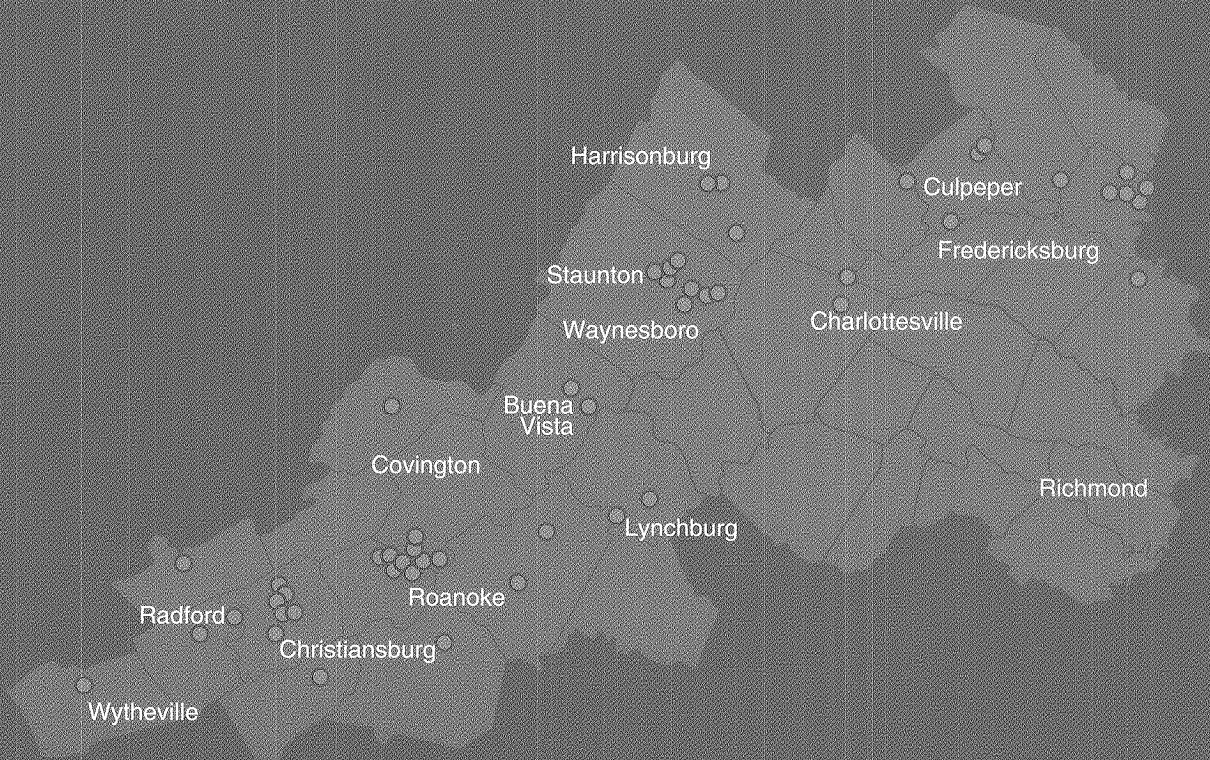 Harrisonburg
Culpeper
Fredericksburg
Staunton
Charlottesville
Waynesboro
Buena
Vista
Covington
Richmond
Lynchburg
Roanoke
Radford
Christiansburg
Wytheville